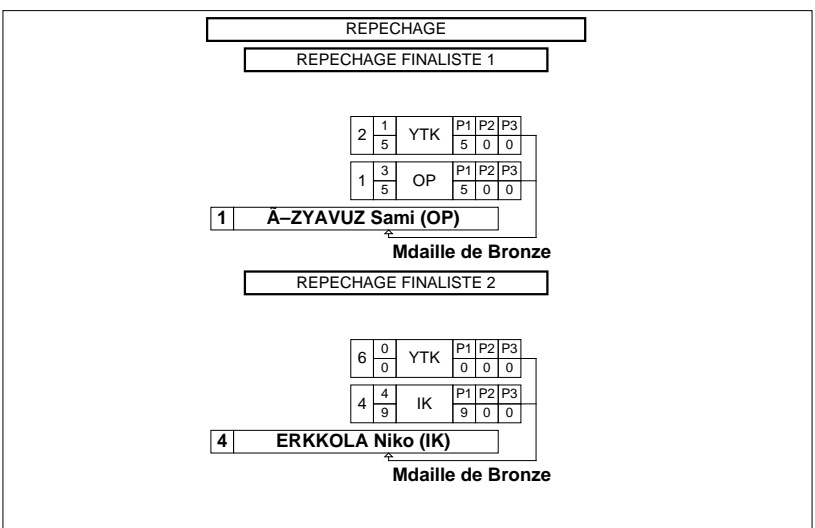 REPECHAGE
REPECHAGE FINALISTE 1
2 1 YTK P1 P2 P3
5 5 0 0
1 3 OP P1 P2 P3
5 5 0 0
1 Ã–ZYAVUZ Sami (OP)
Mdaille de Bronze
REPECHAGE FINALISTE 2
6 0 YTK P1 P2 P3
0 0 0 0
4 4 IK P1 P2 P3
9 9 0 0
4 ERKKOLA Niko (IK)
Mdaille de Bronze